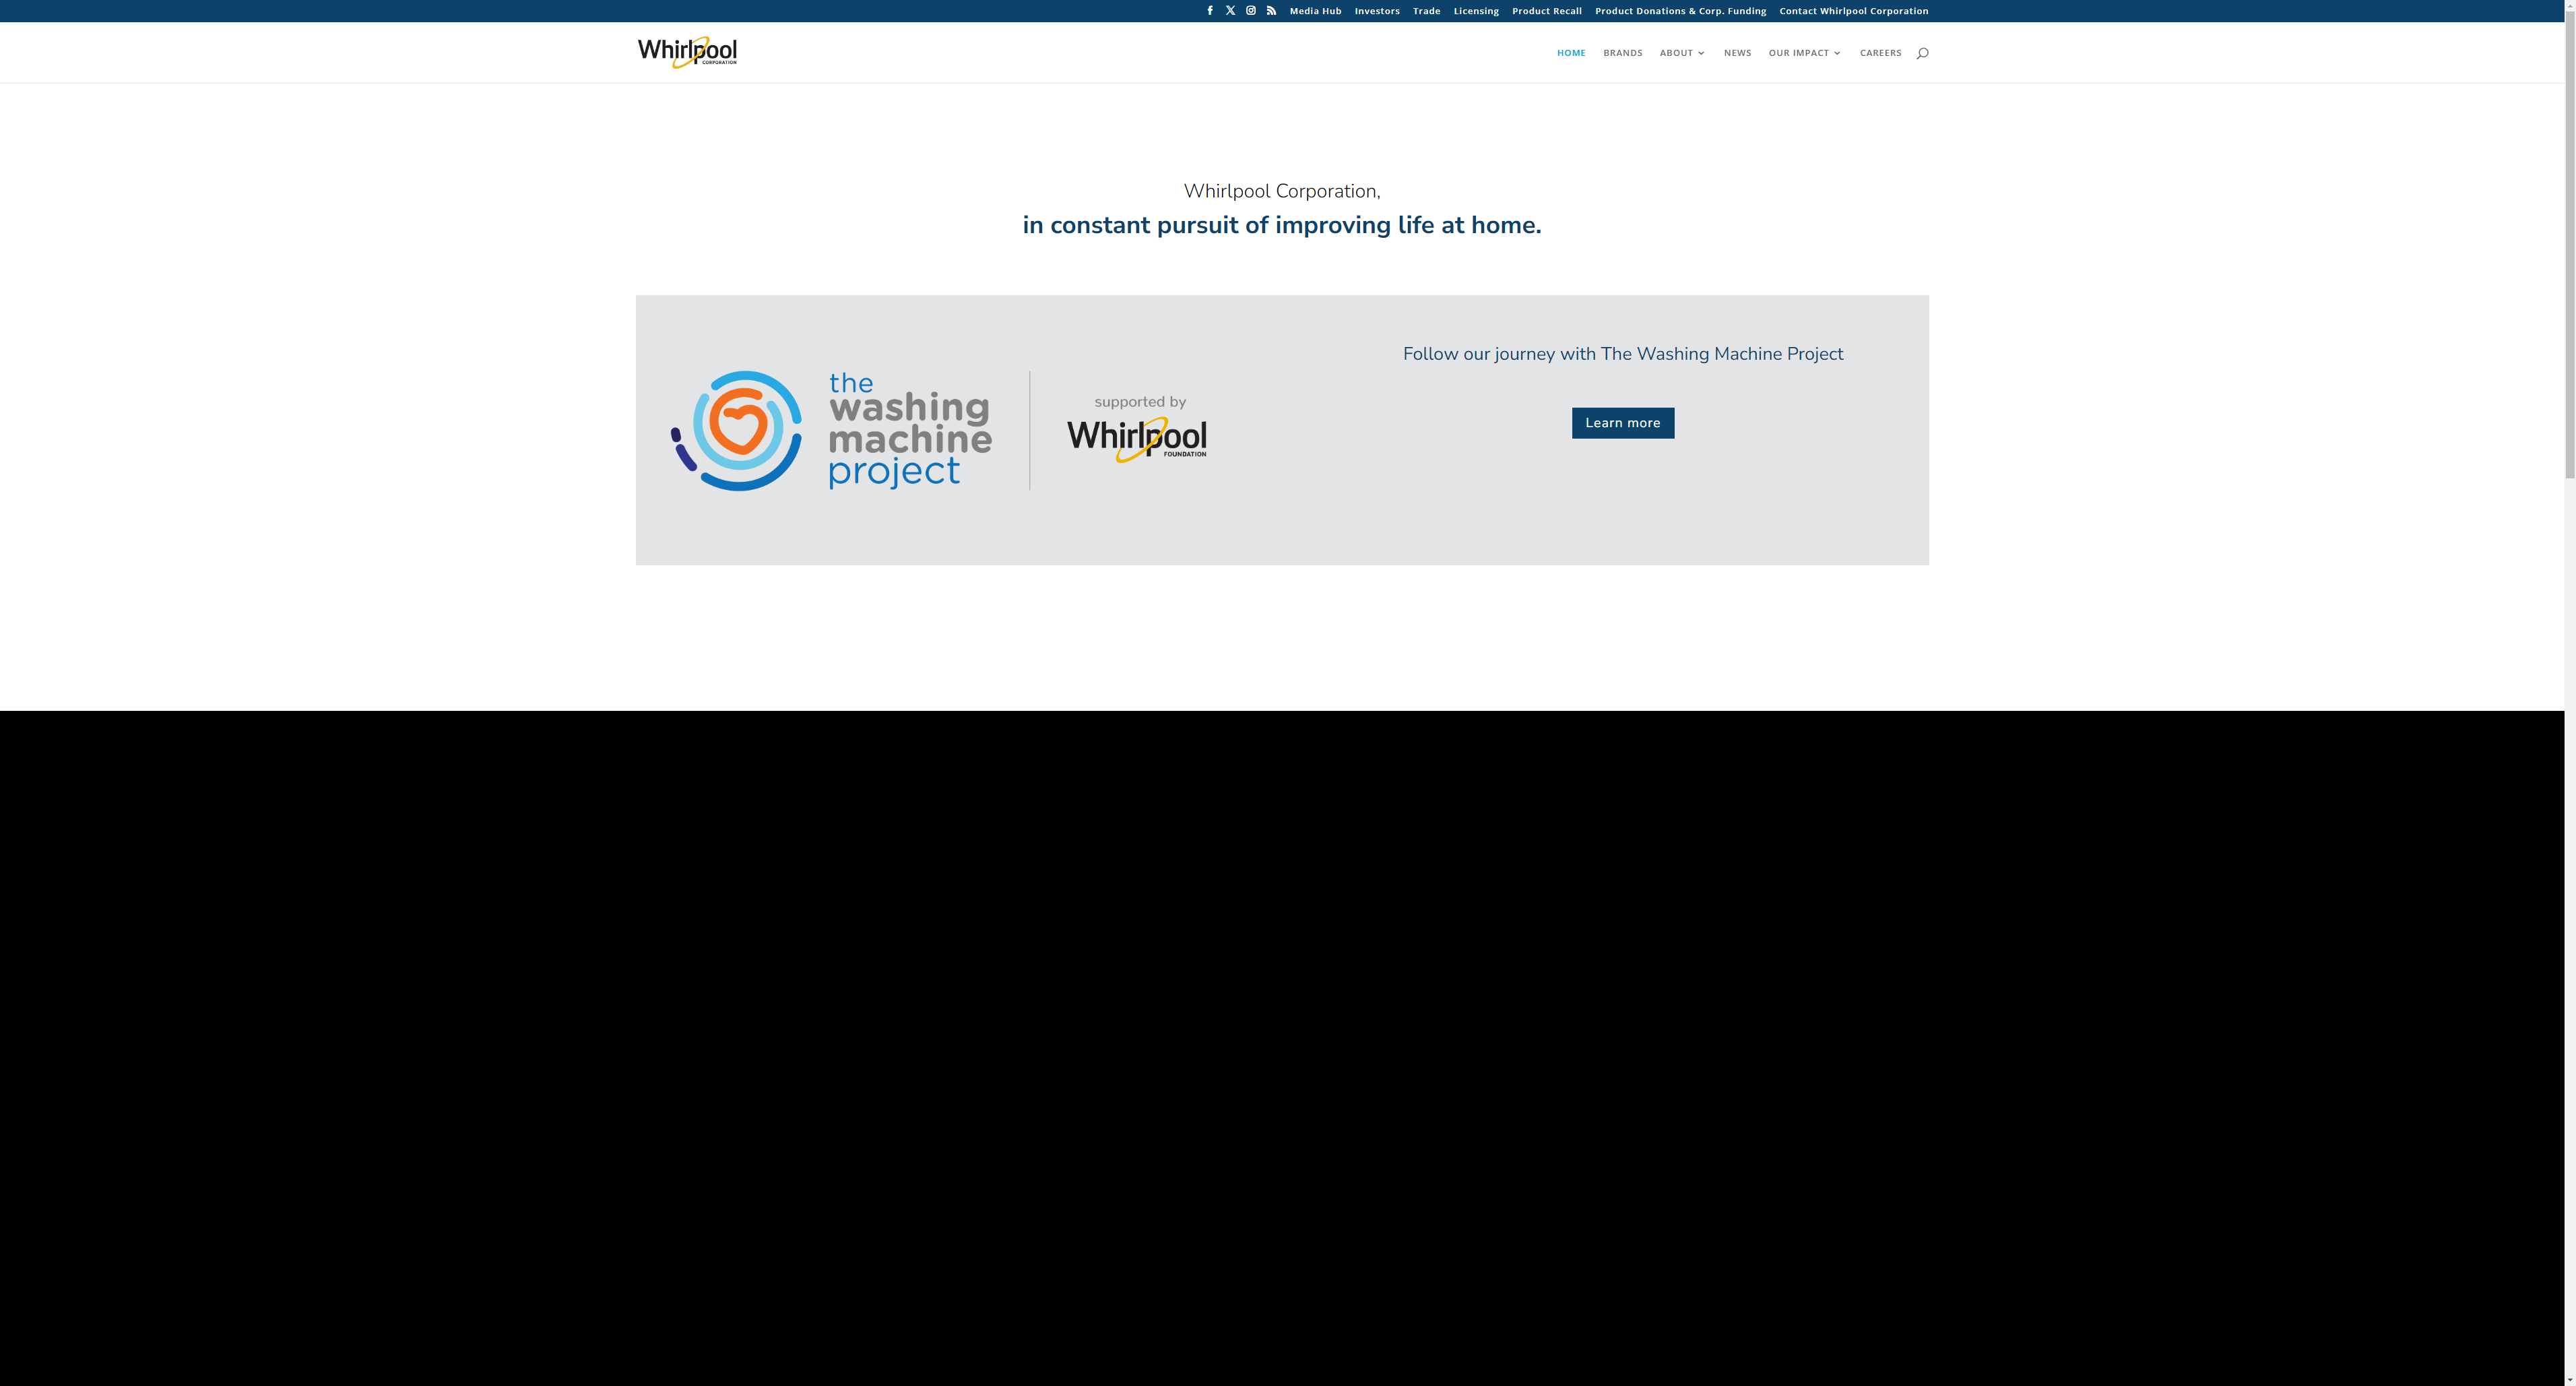 Media Hub Investors Trade Licensing Product Recall Product Donations & Corp. Funding Contact Whirlpool Corporation
Whirlpool
CORPORATION
HOME BRANDS ABOUT NEWS OUR IMPACT CAREERS
Whirlpool Corporation,
in constant pursuit of improving life at home.
the
washing
machine
project
supported by
Whirlpool
FOUNDATION
Follow our journey with The Washing Machine Project
Learn more